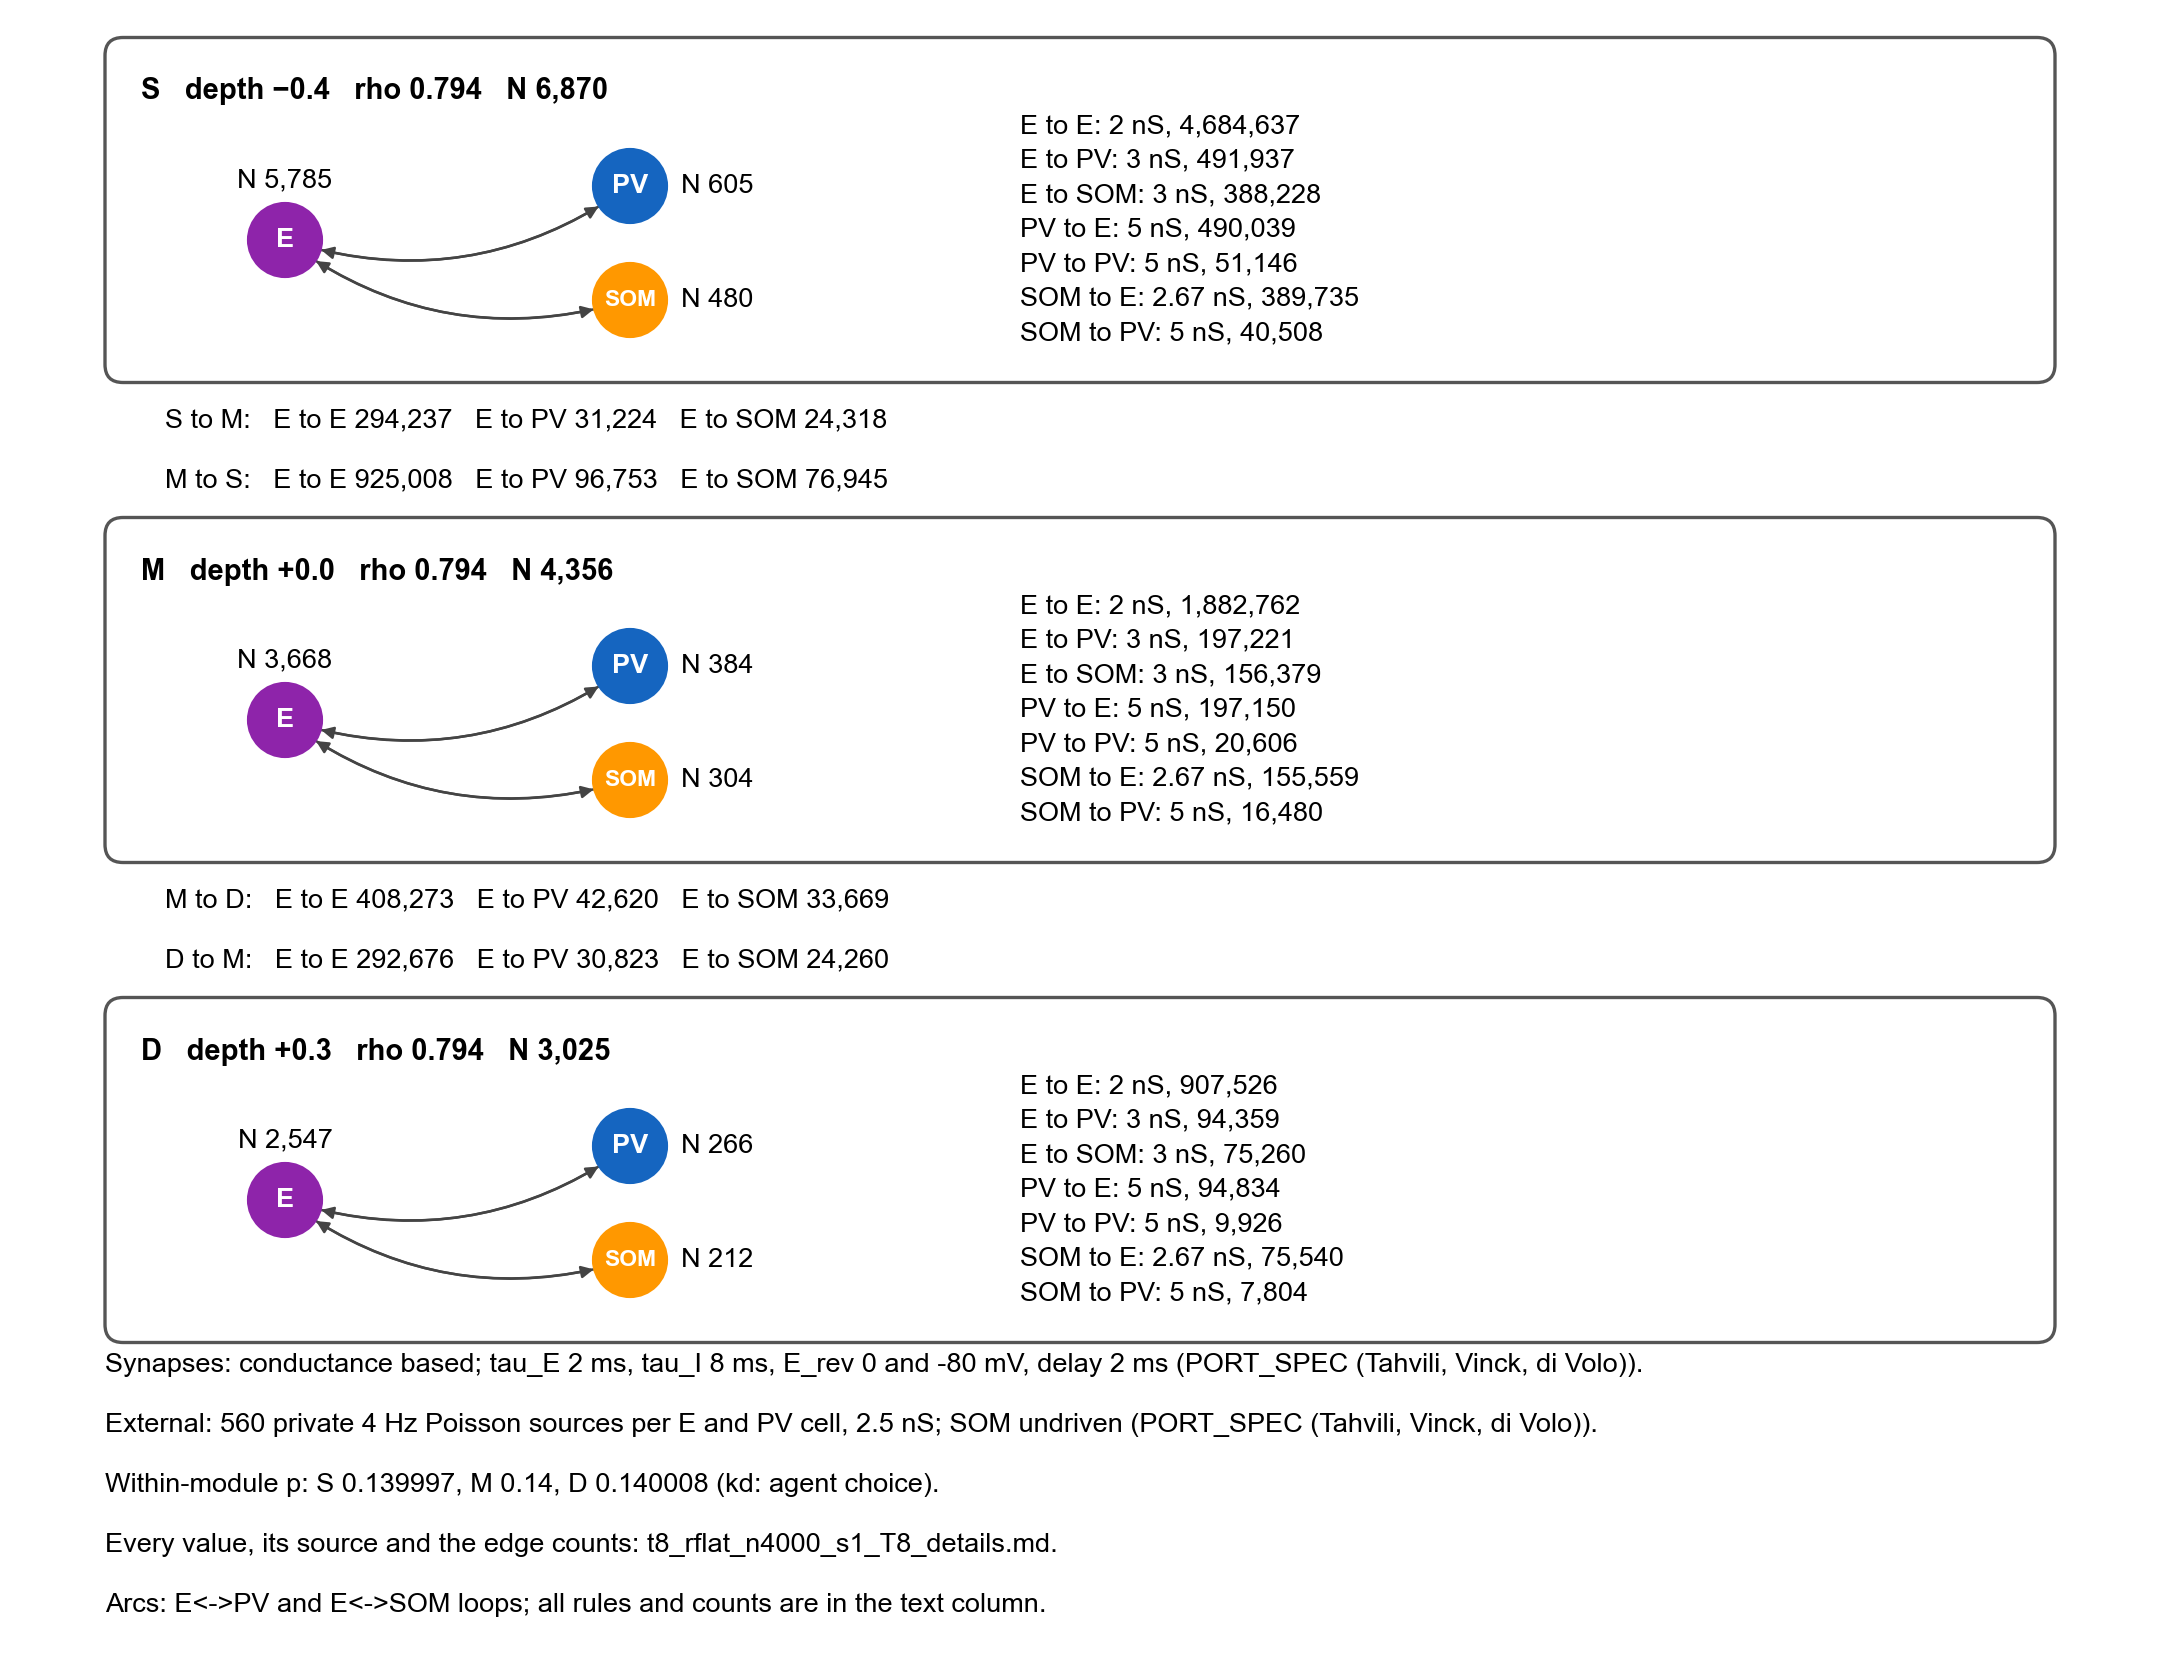 S depth −0.4 rho 0.794 N 6,870
N 5,785
E
PV
N 605
SOM
N 480
E to E: 2 nS, 4,684,637
E to PV: 3 nS, 491,937
E to SOM: 3 nS, 388,228
PV to E: 5 nS, 490,039
PV to PV: 5 nS, 51,146
SOM to E: 2.67 nS, 389,735
SOM to PV: 5 nS, 40,508
S to M: E to E 294,237 E to PV 31,224 E to SOM 24,318
M to S: E to E 925,008 E to PV 96,753 E to SOM 76,945
M depth +0.0 rho 0.794 N 4,356
N 3,668
E
PV
N 384
SOM
N 304
E to E: 2 nS, 1,882,762
E to PV: 3 nS, 197,221
E to SOM: 3 nS, 156,379
PV to E: 5 nS, 197,150
PV to PV: 5 nS, 20,606
SOM to E: 2.67 nS, 155,559
SOM to PV: 5 nS, 16,480
M to D: E to E 408,273 E to PV 42,620 E to SOM 33,669
D to M: E to E 292,676 E to PV 30,823 E to SOM 24,260
D depth +0.3 rho 0.794 N 3,025
N 2,547
E
PV
N 266
SOM
N 212
E to E: 2 nS, 907,526
E to PV: 3 nS, 94,359
E to SOM: 3 nS, 75,260
PV to E: 5 nS, 94,834
PV to PV: 5 nS, 9,926
SOM to E: 2.67 nS, 75,540
SOM to PV: 5 nS, 7,804
Synapses: conductance based; tau_E 2 ms, tau_I 8 ms, E_rev 0 and -80 mV, delay 2 ms (PORT_SPEC (Tahvili, Vinck, di Volo)).
External: 560 private 4 Hz Poisson sources per E and PV cell, 2.5 nS; SOM undriven (PORT_SPEC (Tahvili, Vinck, di Volo)).
Within-module p: S 0.139997, M 0.14, D 0.140008 (kd: agent choice).
Every value, its source and the edge counts: t8_rflat_n4000_s1_T8_details.md.
Arcs: E<->PV and E<->SOM loops; all rules and counts are in the text column.